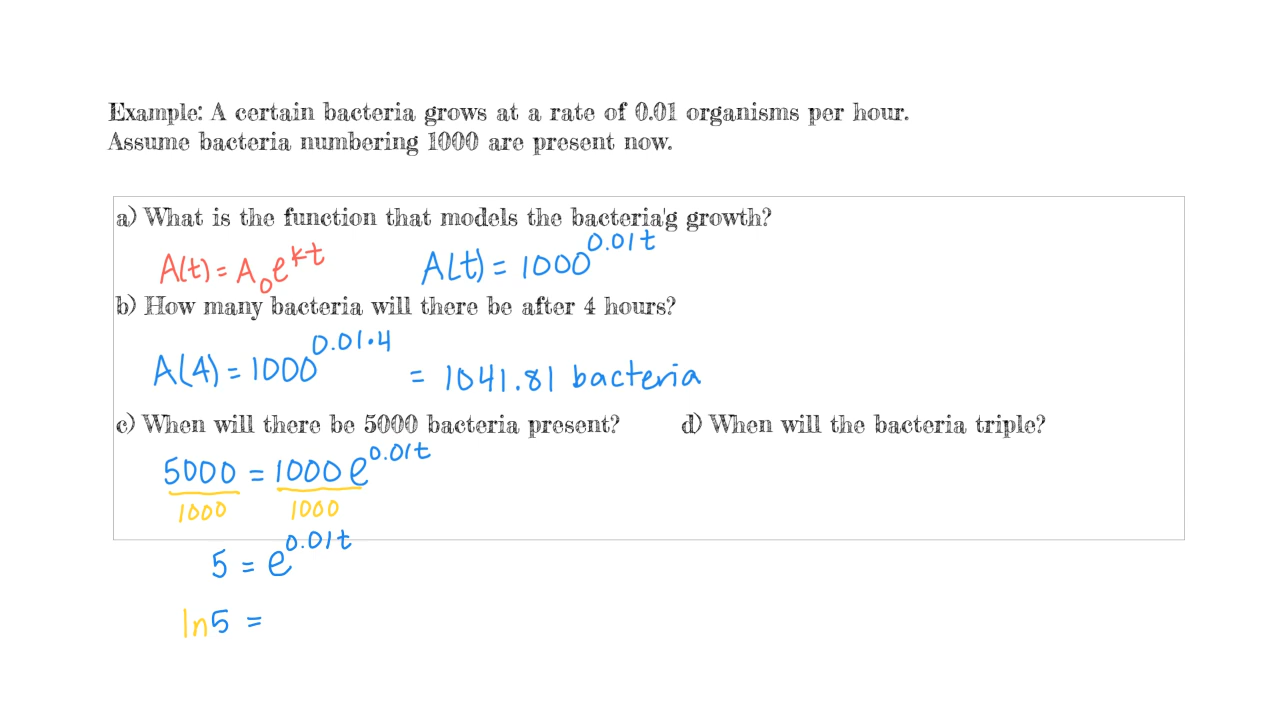 Example: A certain bacteria grows at a rate of 0.01 organisms per hour.
Assume bacteria numbering 1000 are present now.
a) What is the function that models the bacteria'g growth?
A(t) = A₀e^kt A(t) = 1000^0.01t
b) How many bacteria will there be after 4 hours?
A(4) = 1000^0.01•4 = 1041.81 bacteria
c) When will there be 5000 bacteria present? d) When will the bacteria triple?
5000 = 1000 e^0.01t
1000 1000
5 = e^0.01t
ln5 =